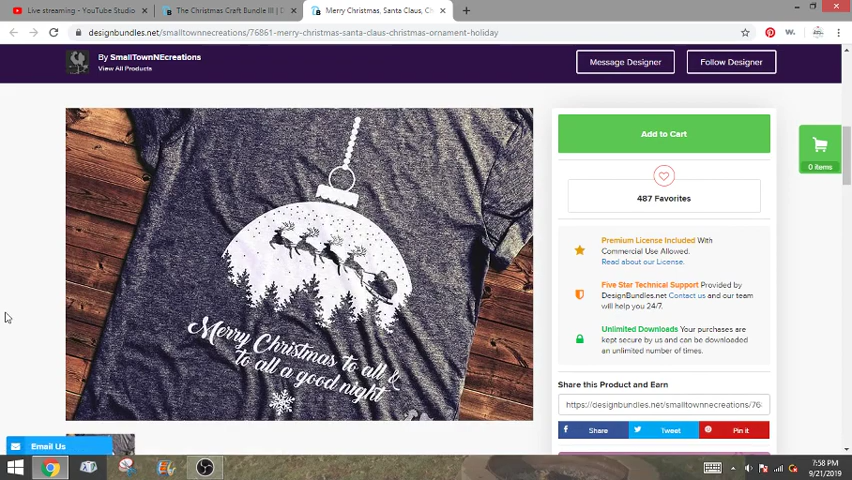 Live streaming - YouTube Studio
The Christmas Craft Bundle III | D
Merry Christmas, Santa Claus, Ch
designbundles.net/smalltownnecreations/76861-merry-christmas-santa-claus-christmas-ornament-holiday
By SmallTownNEcreations
View All Products
Message Designer
Follow Designer
Merry Christmas to all &
to all a good night
Add to Cart
487 Favorites
Premium License Included With
Commercial Use Allowed.
Read about our License.
Five Star Technical Support Provided by
DesignBundles.net Contact us and our team
will help you 24/7.
Unlimited Downloads Your purchases are
kept secure by us and can be downloaded
an unlimited number of times.
Share this Product and Earn
https://designbundles.net/smalltownnecreations/76
Share
Tweet
Pin it
0 items
Email Us
7:58 PM
9/21/2019